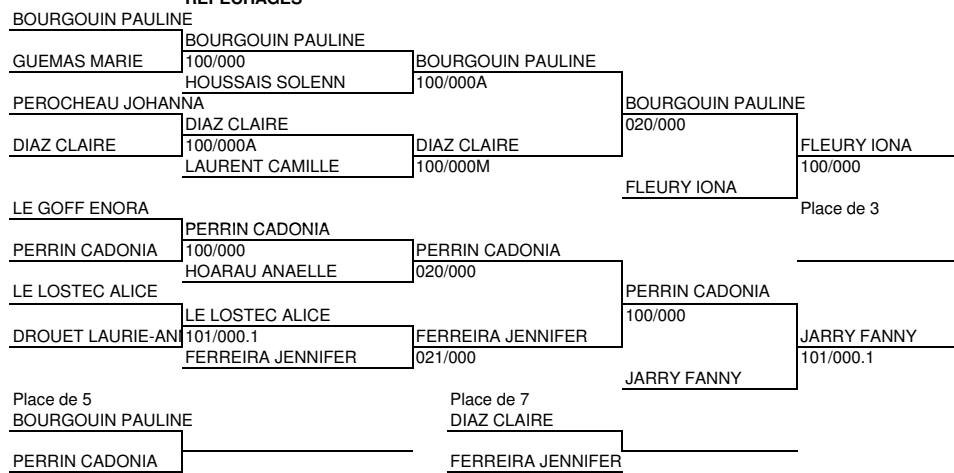 BOURGOUIN PAULINE
BOURGOUIN PAULINE
GUEMAS MARIE 100/000 BOURGOUIN PAULINE
HOUSSAIS SOLENN 100/000A
PEROCHEAU JOHANNA BOURGOUIN PAULINE
DIAZ CLAIRE 020/000
DIAZ CLAIRE 100/000A DIAZ CLAIRE FLEURY IONA
LAURENT CAMILLE 100/000M 100/000
FLEURY IONA
LE GOFF ENORA Place de 3
PERRIN CADONIA
PERRIN CADONIA 100/000 PERRIN CADONIA
HOARAU ANAELLE 020/000
LE LOSTEC ALICE PERRIN CADONIA
LE LOSTEC ALICE 100/000
DROUET LAURIE-AN 101/000.1 FERREIRA JENNIFER JARRY FANNY
FERREIRA JENNIFER 021/000 101/000.1
JARRY FANNY
Place de 5 Place de 7
BOURGOUIN PAULINE DIAZ CLAIRE
PERRIN CADONIA FERREIRA JENNIFER